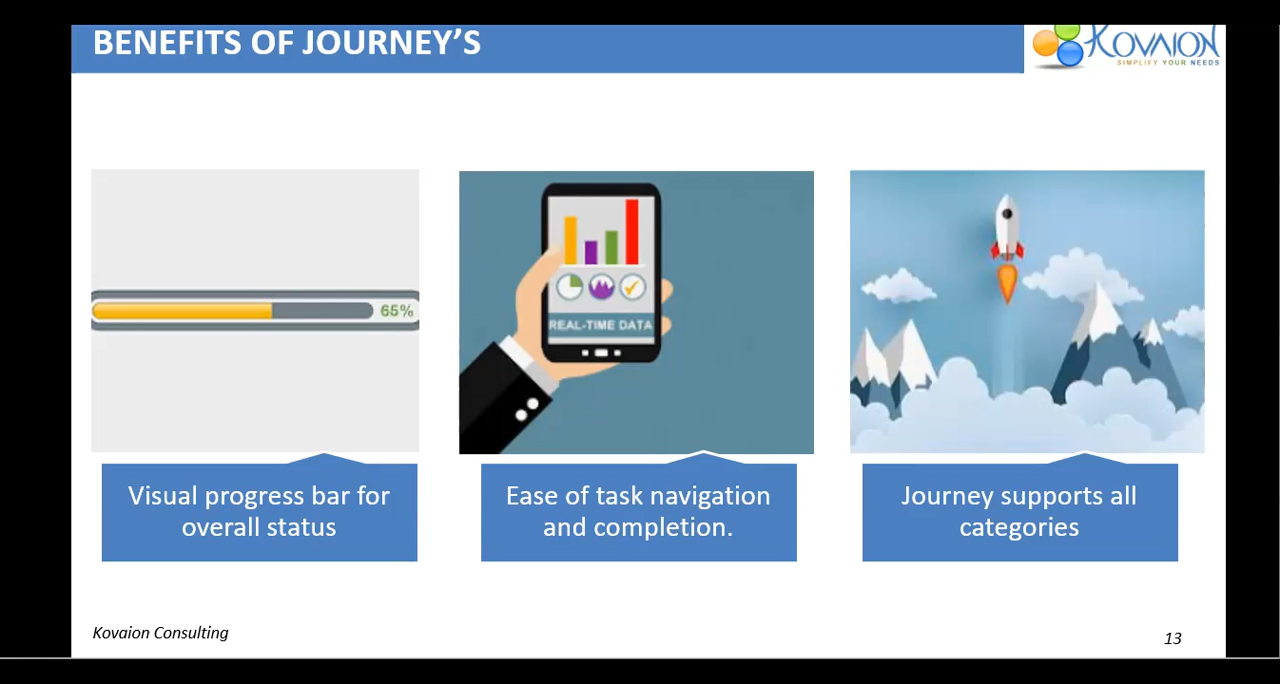 BENEFITS OF JOURNEY'S
KOVAION
SIMPLIFY YOUR NEEDS
65%
REAL-TIME DATA
Visual progress bar for
overall status
Ease of task navigation
and completion.
Journey supports all
categories
Kovaion Consulting
13